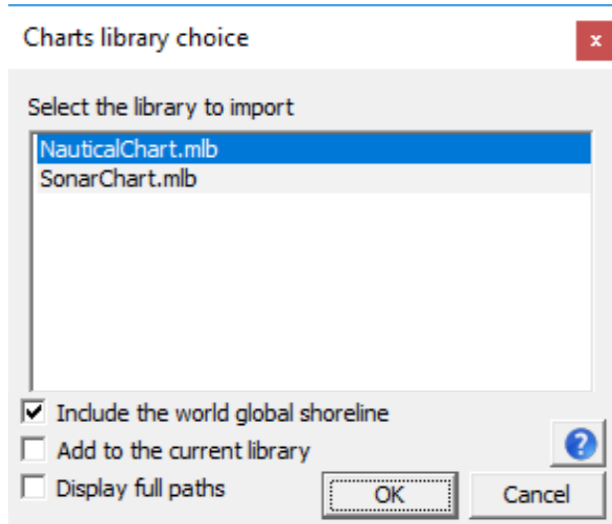 Charts library choice
x
Select the library to import
NauticalChart.mlb
SonarChart.mlb
Include the world global shoreline
Add to the current library
?
Display full paths
OK
Cancel